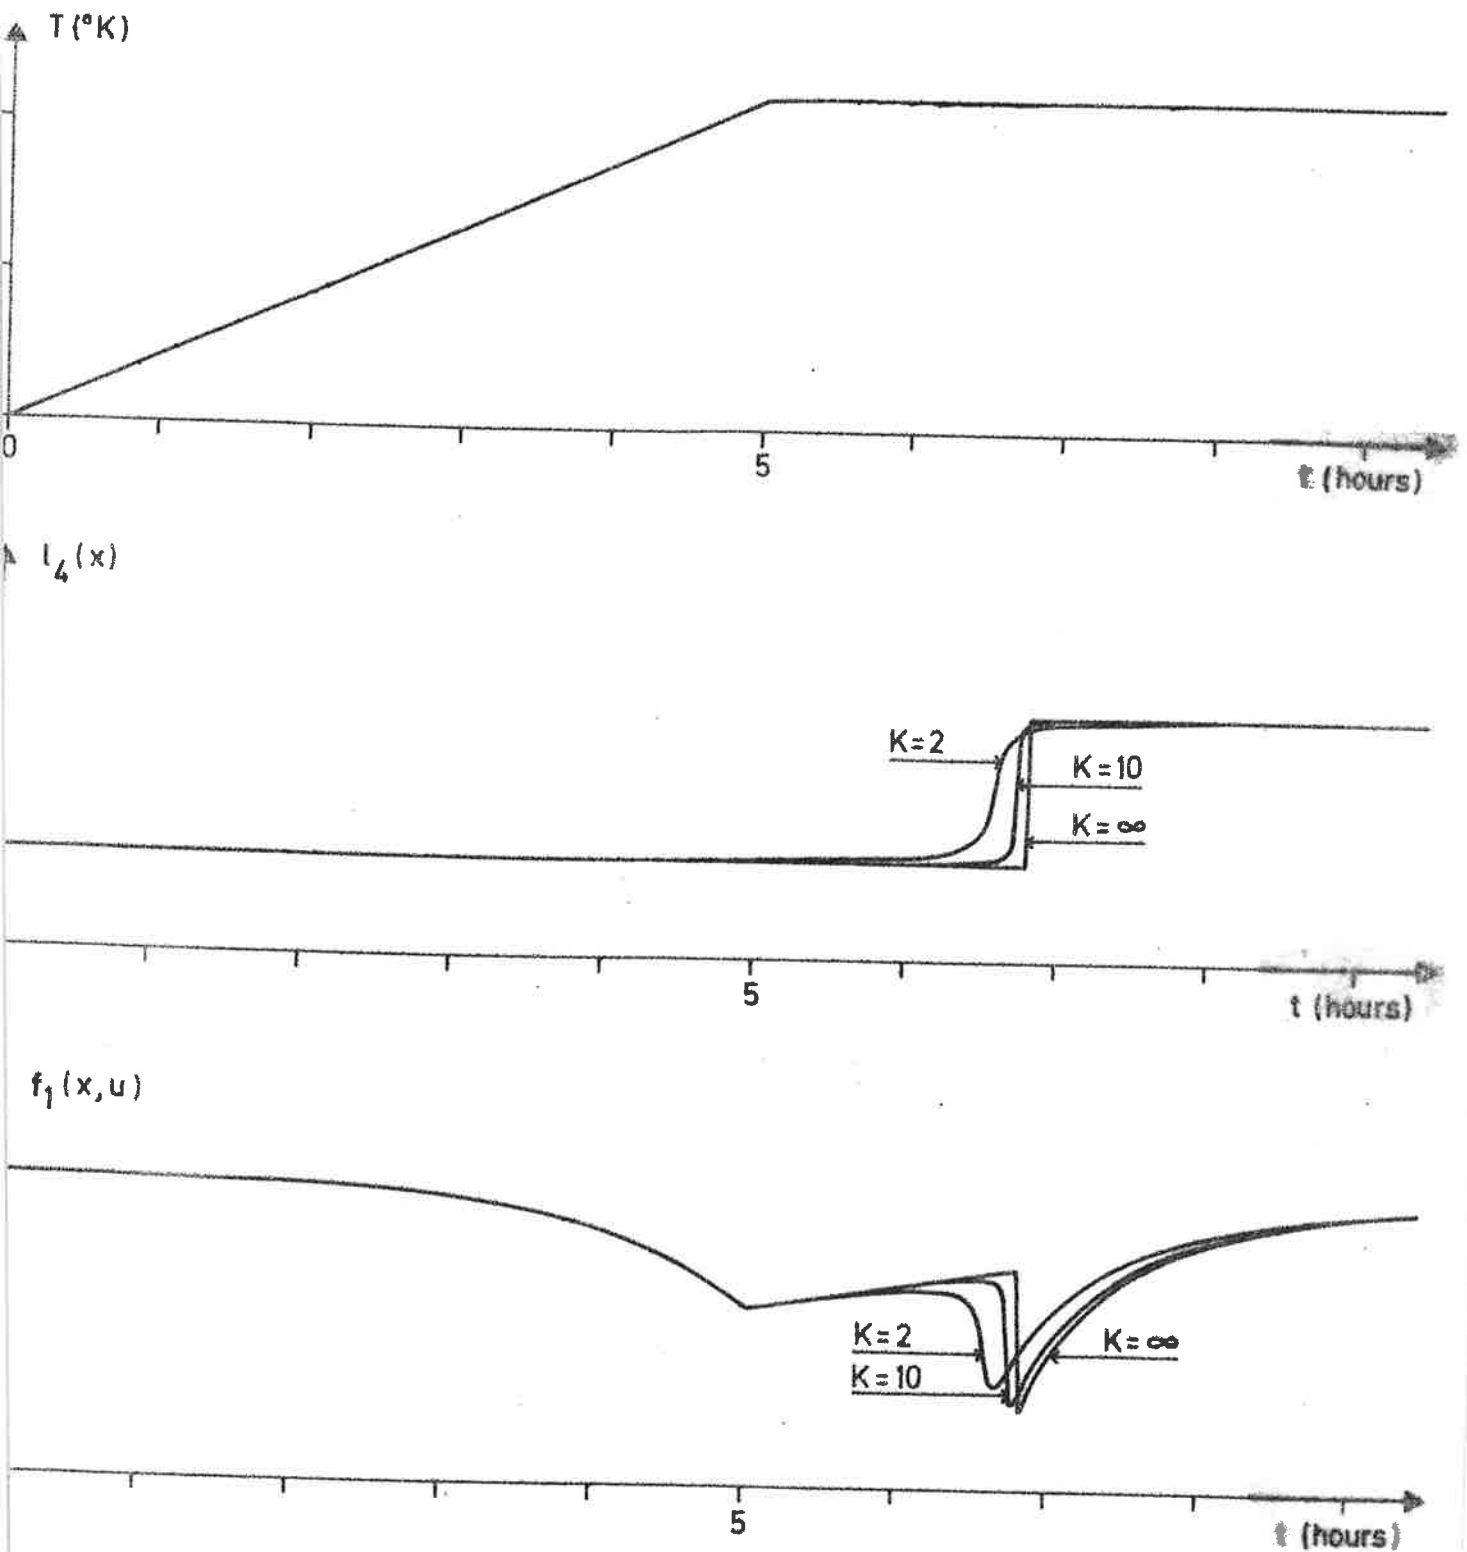 T(°K)
0
5
t (hours)
l₄(x)
K=2
K=10
K=∞
5
t (hours)
f₁(x,u)
K=2
K=∞
K=10
5
t (hours)